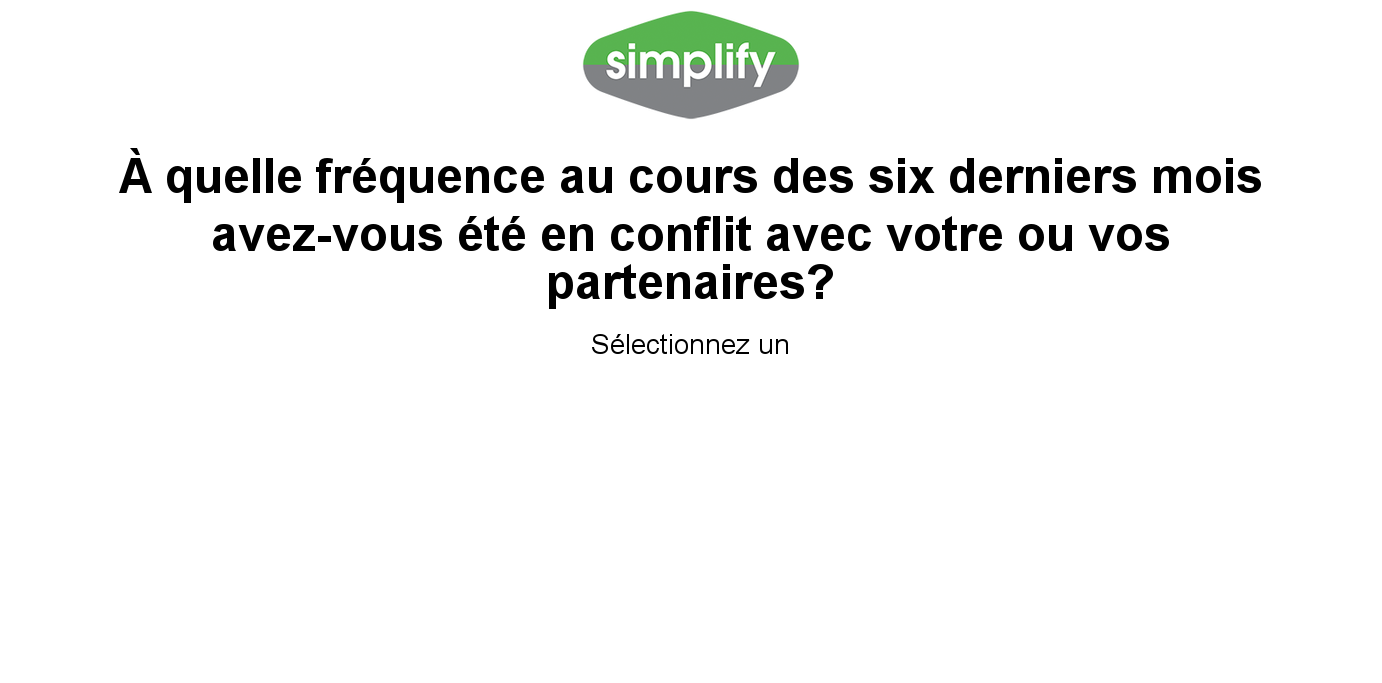 simplify
À quelle fréquence au cours des six derniers mois
avez-vous été en conflit avec votre ou vos
partenaires?
Sélectionnez un